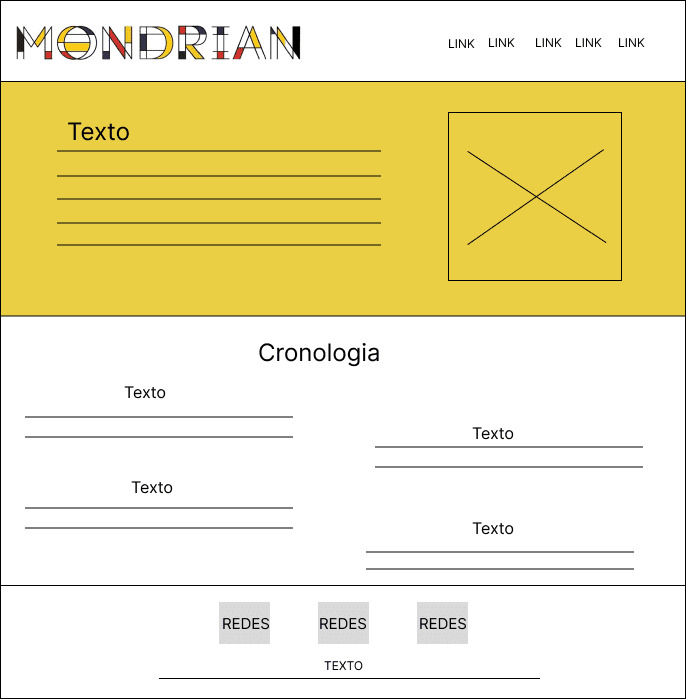 MONDRIAN
LINK LINK LINK LINK LINK
Texto
Cronologia
Texto
Texto
Texto
Texto
REDES REDES REDES
TEXTO